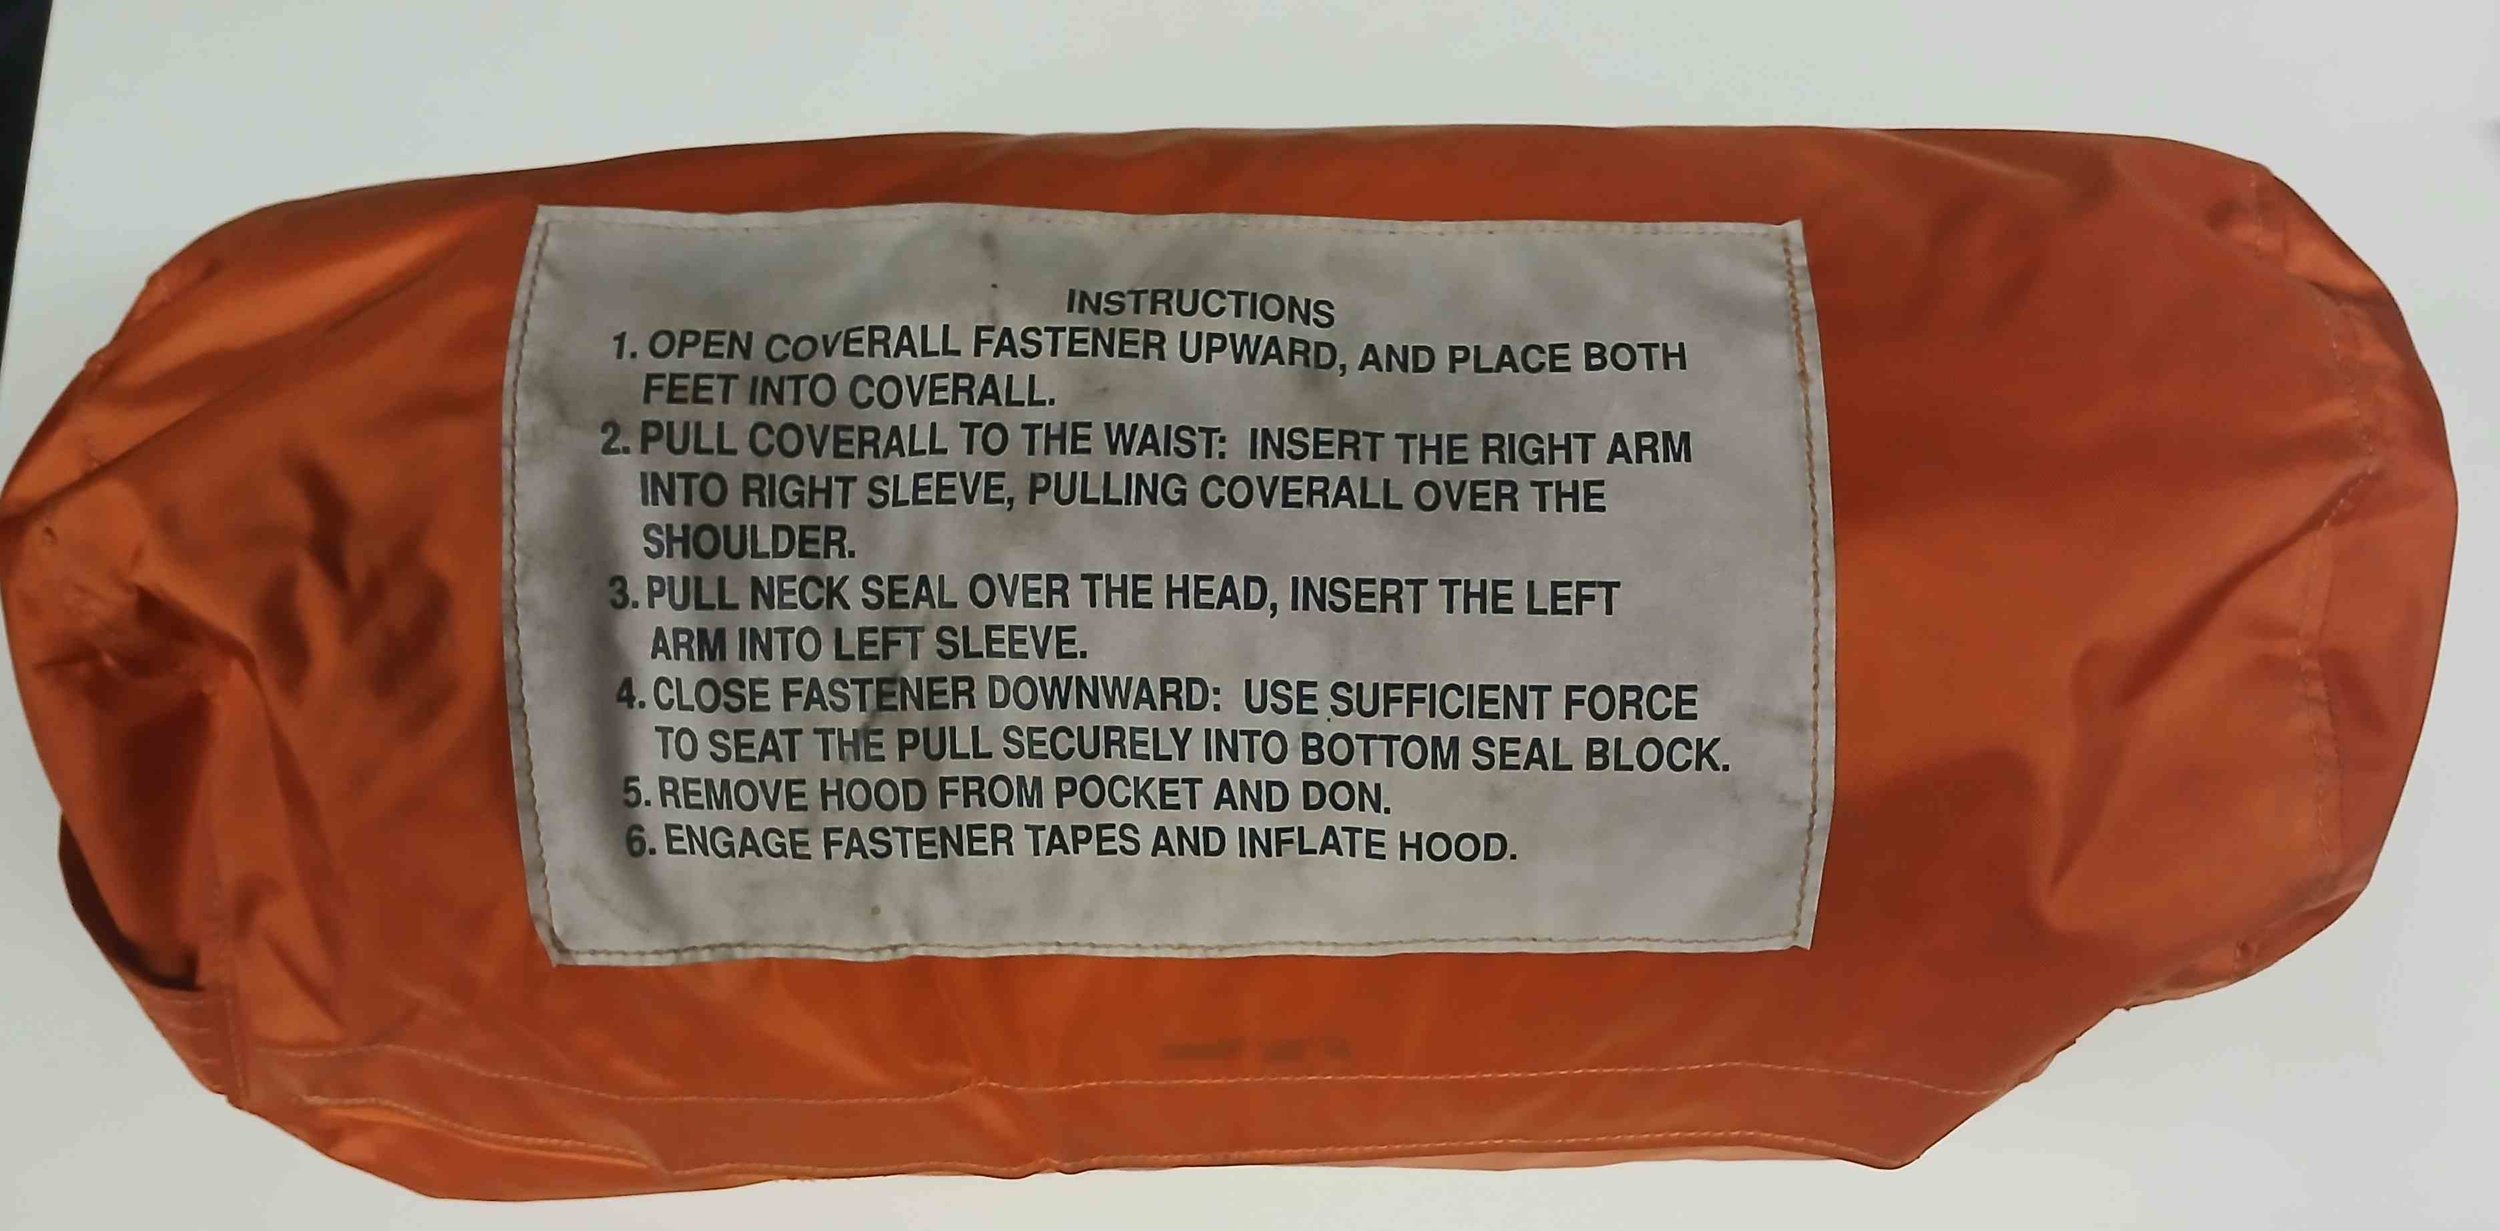 INSTRUCTIONS
1. OPEN COVERALL FASTENER UPWARD, AND PLACE BOTH
FEET INTO COVERALL.
2. PULL COVERALL TO THE WAIST: INSERT THE RIGHT ARM
INTO RIGHT SLEEVE, PULLING COVERALL OVER THE
SHOULDER.
3. PULL NECK SEAL OVER THE HEAD, INSERT THE LEFT
ARM INTO LEFT SLEEVE.
4. CLOSE FASTENER DOWNWARD: USE SUFFICIENT FORCE
TO SEAT THE PULL SECURELY INTO BOTTOM SEAL BLOCK.
5. REMOVE HOOD FROM POCKET AND DON.
6. ENGAGE FASTENER TAPES AND INFLATE HOOD.